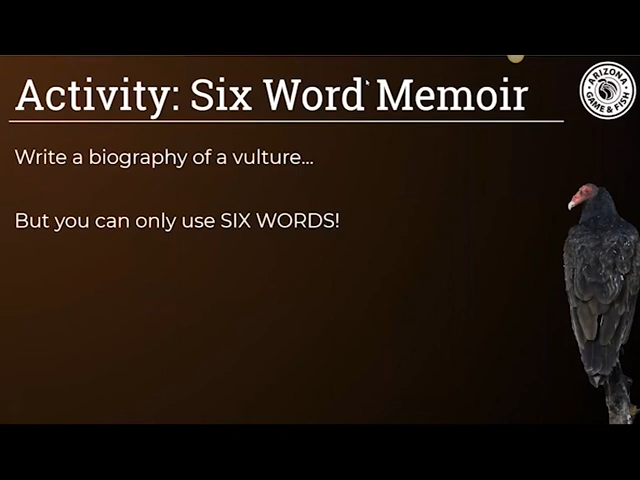 Activity: Six Word Memoir
ARIZONA
GAME & FISH
Write a biography of a vulture...
But you can only use SIX WORDS!